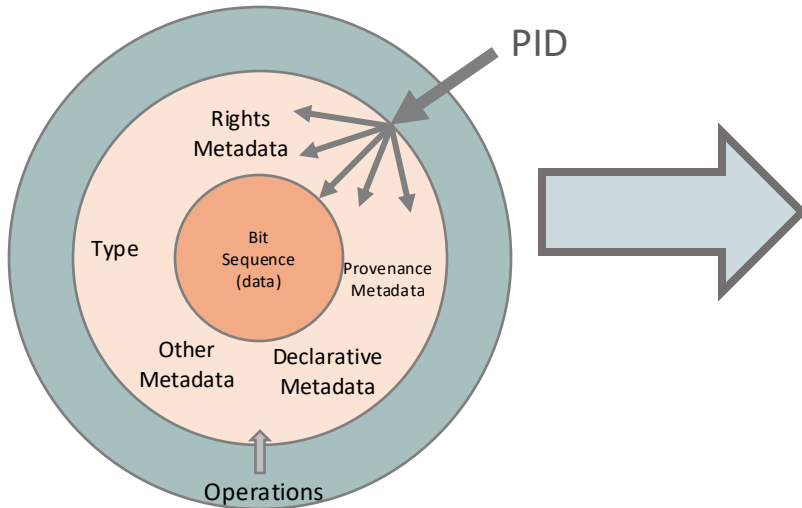 PID
Rights
Metadata
Type
Bit
Sequence
(data)
Provenance
Metadata
Other
Metadata
Declarative
Metadata
Operations